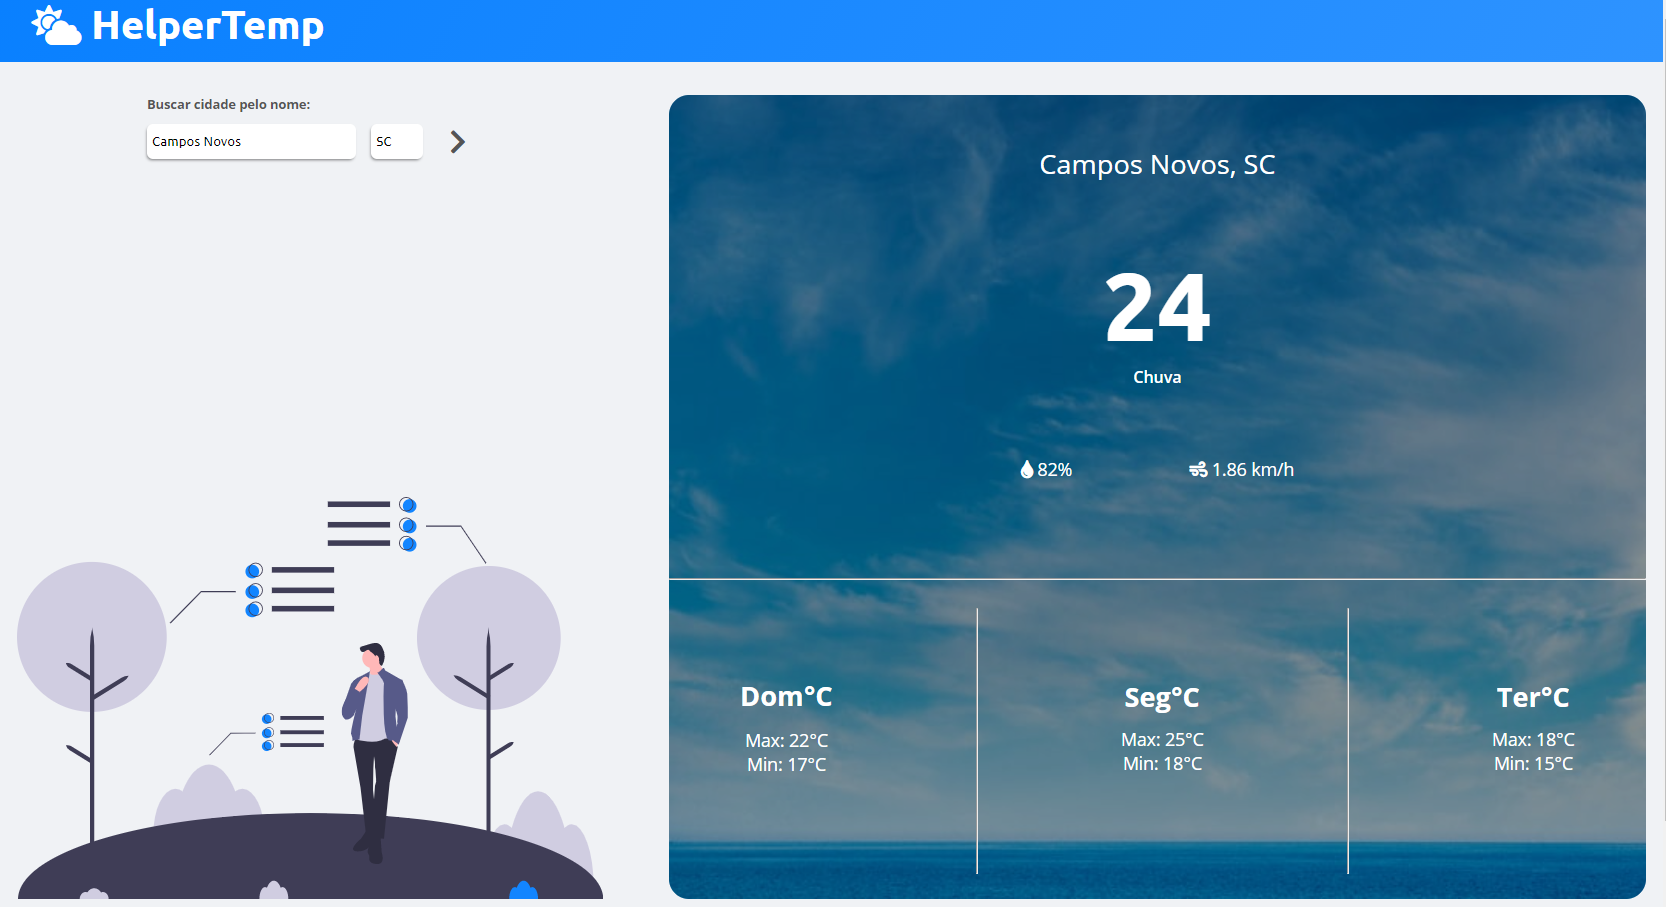 HelperTemp
Buscar cidade pelo nome:
Campos Novos
SC
Campos Novos, SC
24
Chuva
82%
1.86 km/h
Dom°C
Max: 22°C
Min: 17°C
Seg°C
Max: 25°C
Min: 18°C
Ter°C
Max: 18°C
Min: 15°C